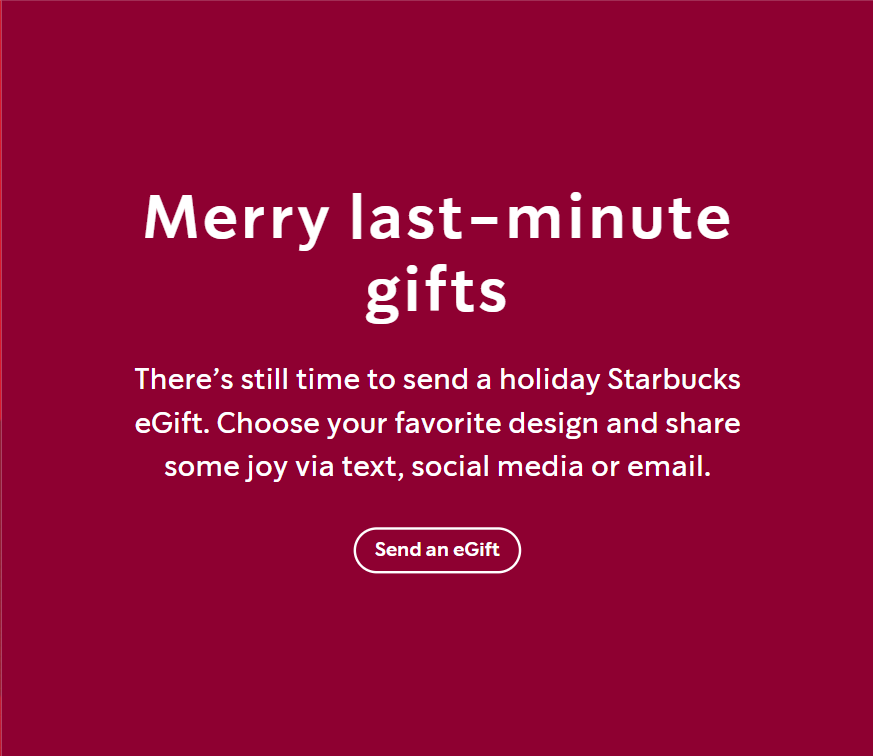 Merry last-minute
gifts
There’s still time to send a holiday Starbucks
eGift. Choose your favorite design and share
some joy via text, social media or email.
Send an eGift